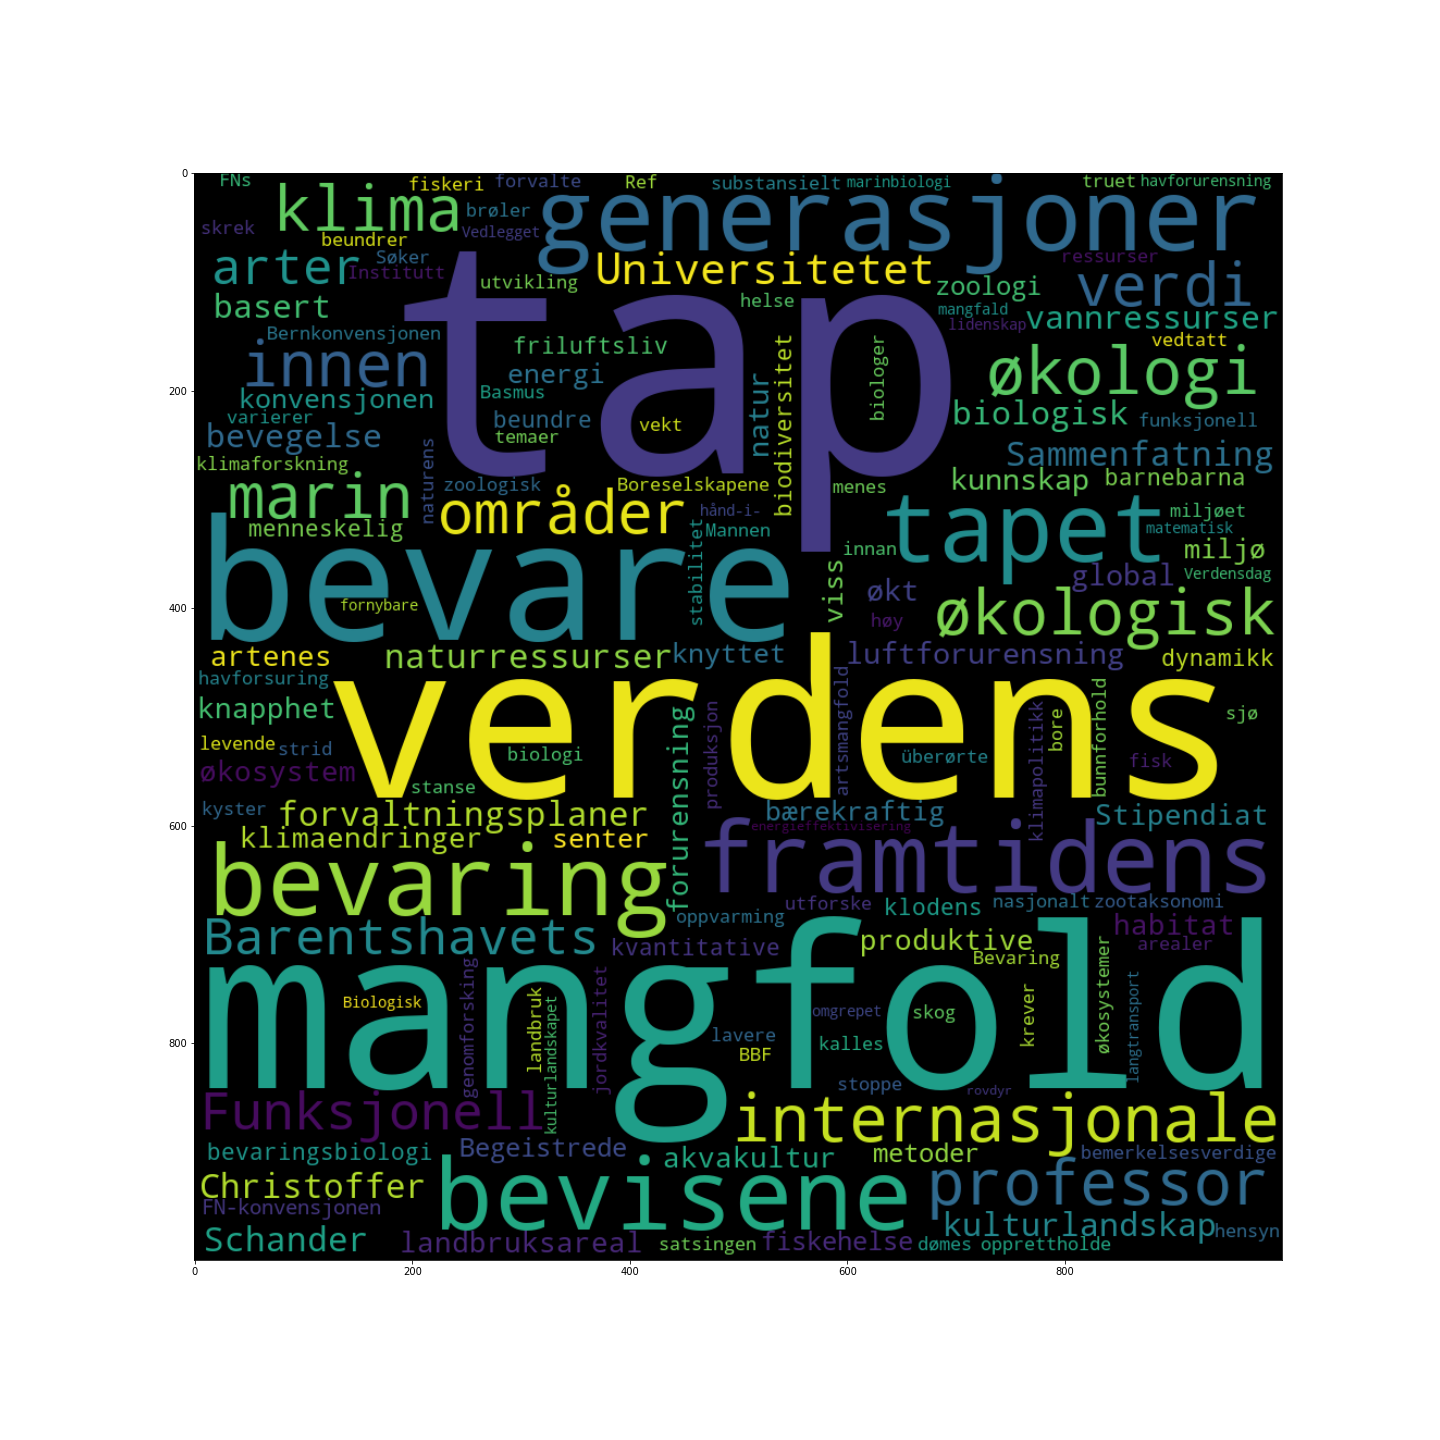 FNs
fiskeri
forvalte
Ref
substansielt
marinbiologi
truet
havforurensning
klima
generasjoner
skrek
brøler
beundrer
Vedlegget
arter
Søker
Institutt
Universitetet
ressurser
verdi
basert
utvikling
helse
zoologi
mangfald
lidenskap
vannressurser
tap
Bernkonvensjonen
friluftsliv
vedtatt
innen
energi
biodiversitet
biologer
økologi
konvensjonen
Basmus
natur
varierer
beundre
vekt
biologisk
funksjonell
bevegelse
temaer
Sammenfatning
klimaforskning
naturens
zoologisk
Boreselskapene
menes
kunnskap
barnebarna
marin
områder
hånd-i-
tapet
miljøet
menneskelig
stabilitet
Mannen
matematisk
bevare
innan
miljø
viss
økt
global
Verdensdag
fornybare
høy
økologisk
artenes
naturressurser
knyttet
luftforurensning
dynamikk
havforsuring
verdens
knapphet
forurensning
produksjon
artsmangfold
klimapolitikk
bore
bunnforhold
sjø
levende
strid
biologi
überørte
fisk
økosystem
stanse
kyster
forvaltningsplaner
bærekraftig
Stipendiat
klimaendringer
senter
energieffektivisering
bevaring
framtidens
utforske
klodens
nasjonalt
zootaksonomi
oppvarming
habitat
Barentshavets
kvantitative
produktive
arealer
Bevaring
mangfold
genomforsking
Biologisk
landbruk
kulturlandskapet
jordkvalitet
omgrepet
skog
krever
økosystemer
langtransport
lavere
BBF
kalles
stoppe
rovdyr
Funksjonell
internasjonale
bevaringsbiologi
Begeistrede
akvakultur
metoder
bemerkelsesverdige
Christoffer
bevisene
professor
FN-konvensjonen
kulturlandskap
hensyn
Schander
landbruksareal
satsingen
fiskehelse
dømes
opprettholde
0
200
400
600
800
0
200
400
600
800